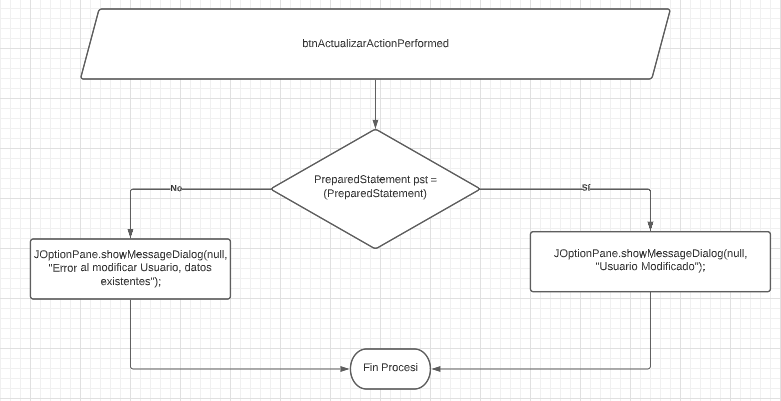 btnActualizarActionPerformed
PreparedStatement pst =
(PreparedStatement)
No
Sí
JOptionPane.showMessageDialog(null,
"Error al modificar Usuario, datos
existentes");
JOptionPane.showMessageDialog(null,
"Usuario Modificado");
Fin Procesi